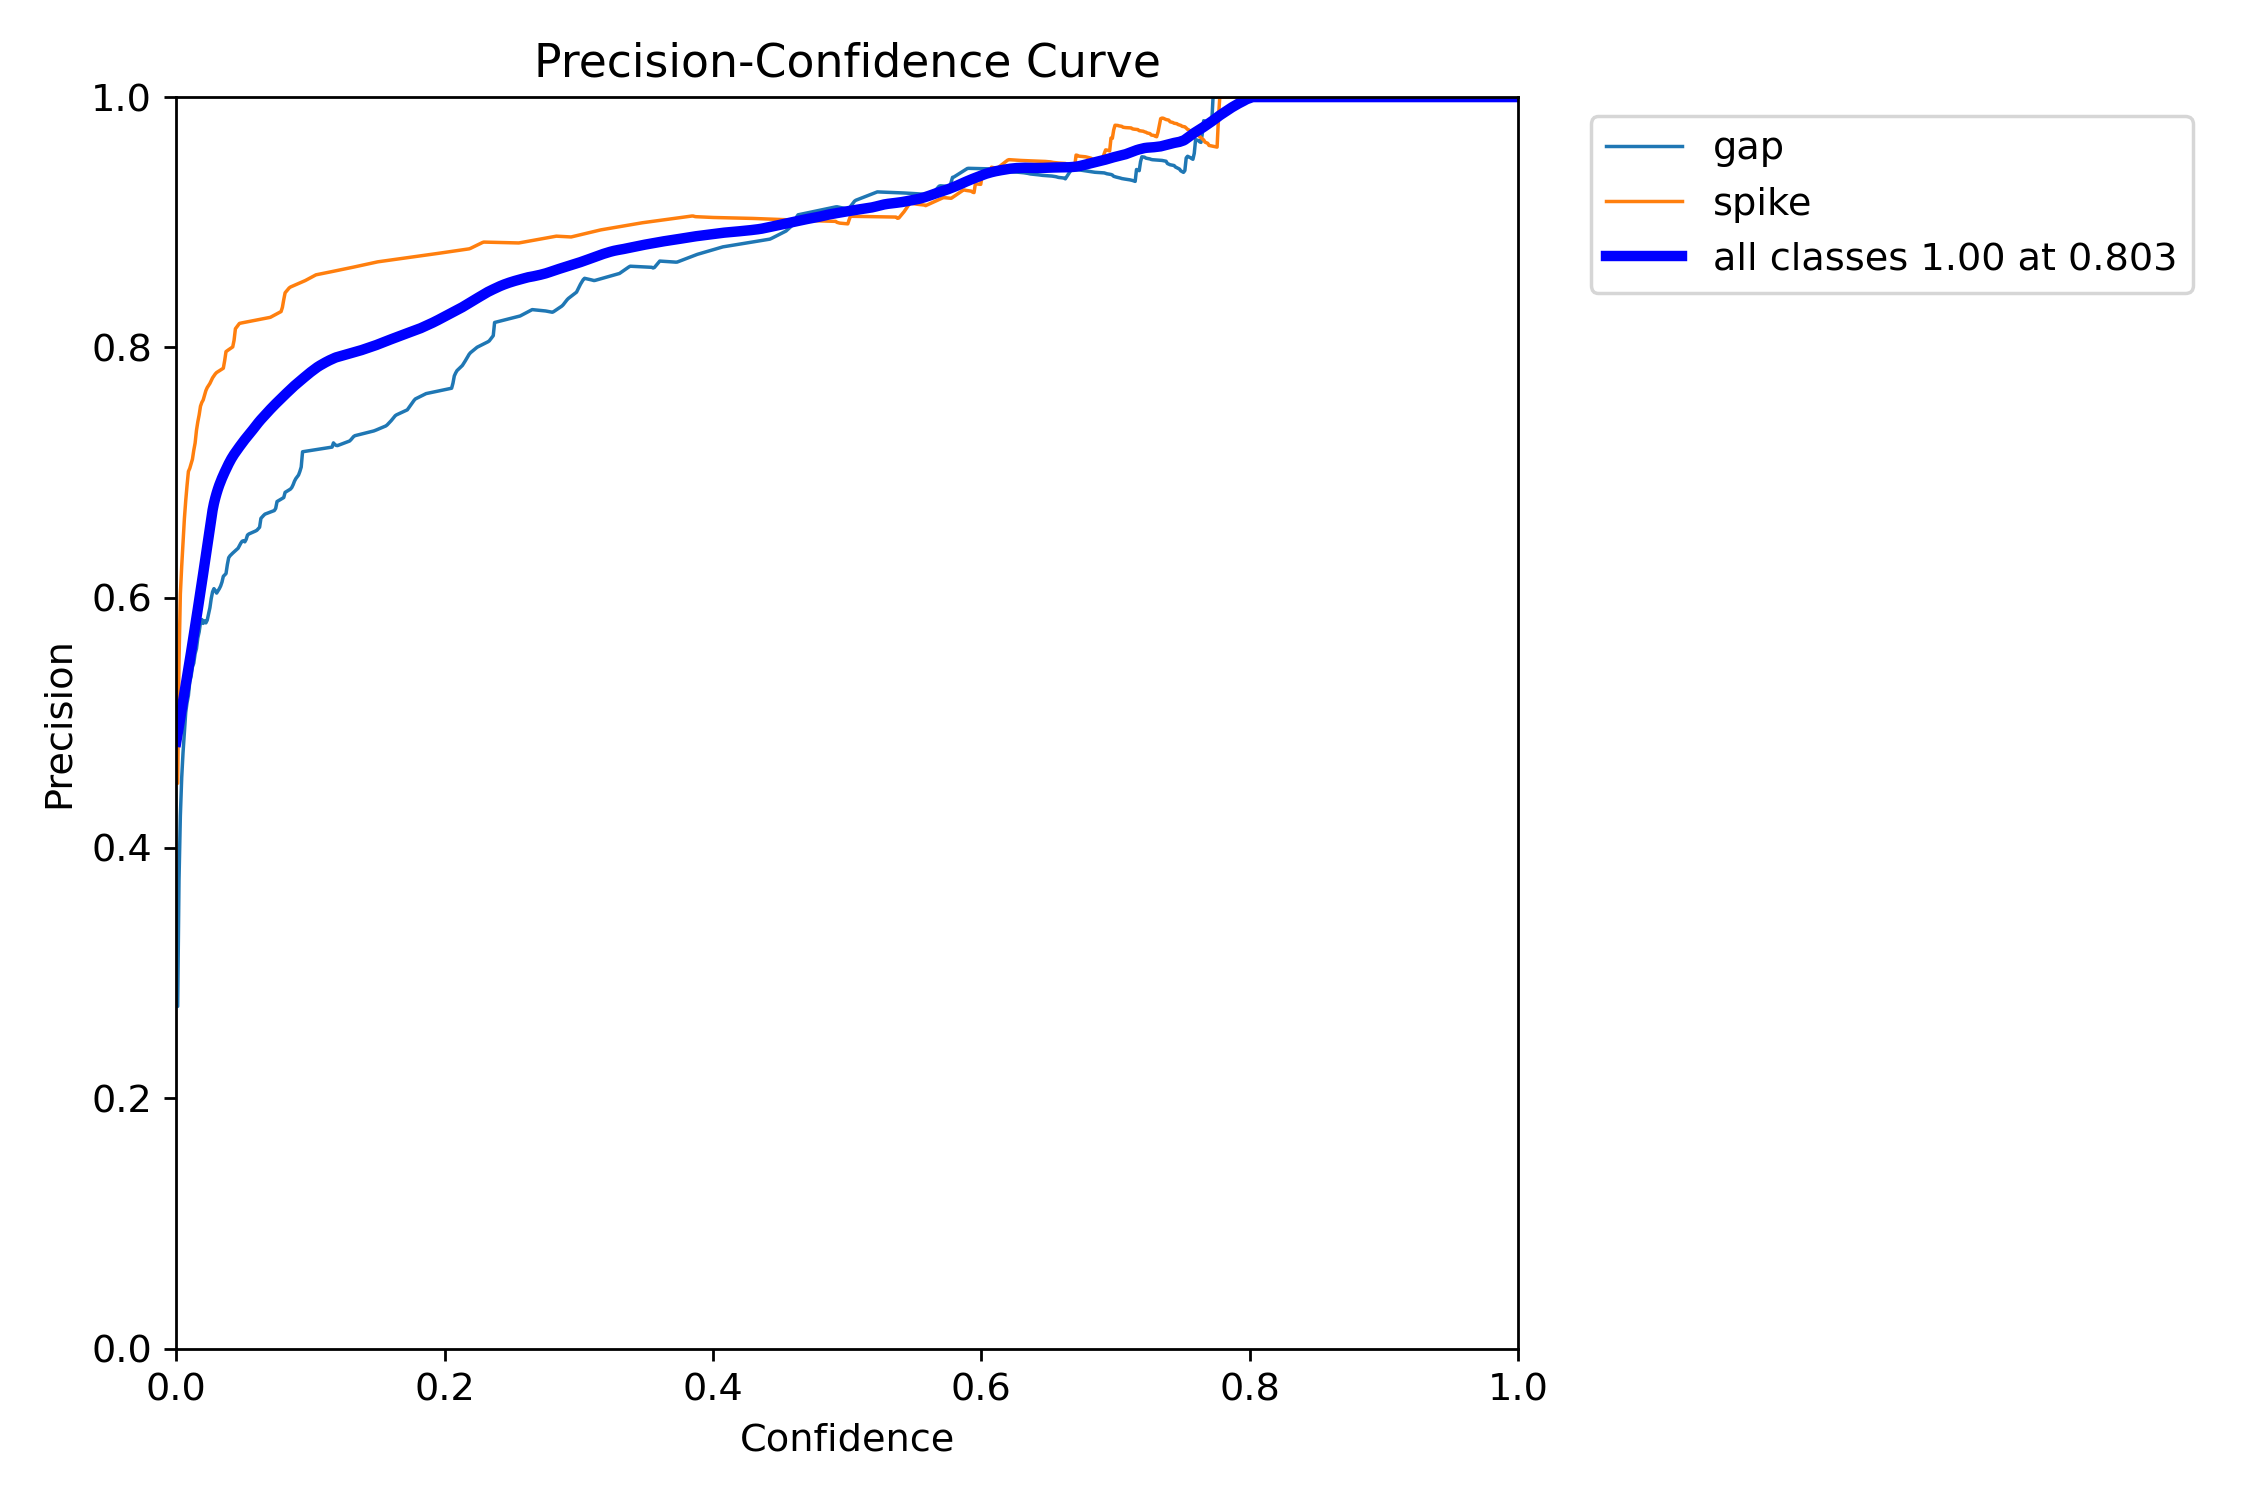 Precision-Confidence Curve
1.0
0.8
0.6
0.4
0.2
0.0
Precision
0.0 0.2 0.4 0.6 0.8 1.0
Confidence
gap
spike
all classes 1.00 at 0.803